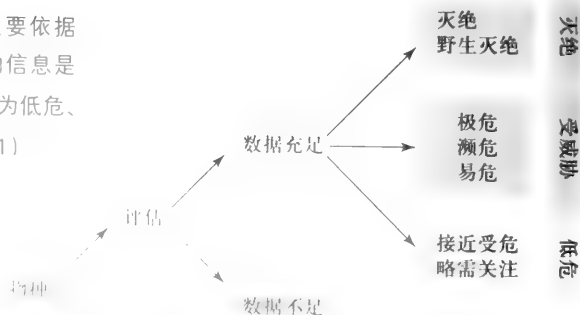 要依据
信息是
为低危、
1)
灭绝
野生灭绝
灭绝
数据充足
极危
濒危
易危
受威胁
评估
接近受危
略需关注
低危
物种
数据不足